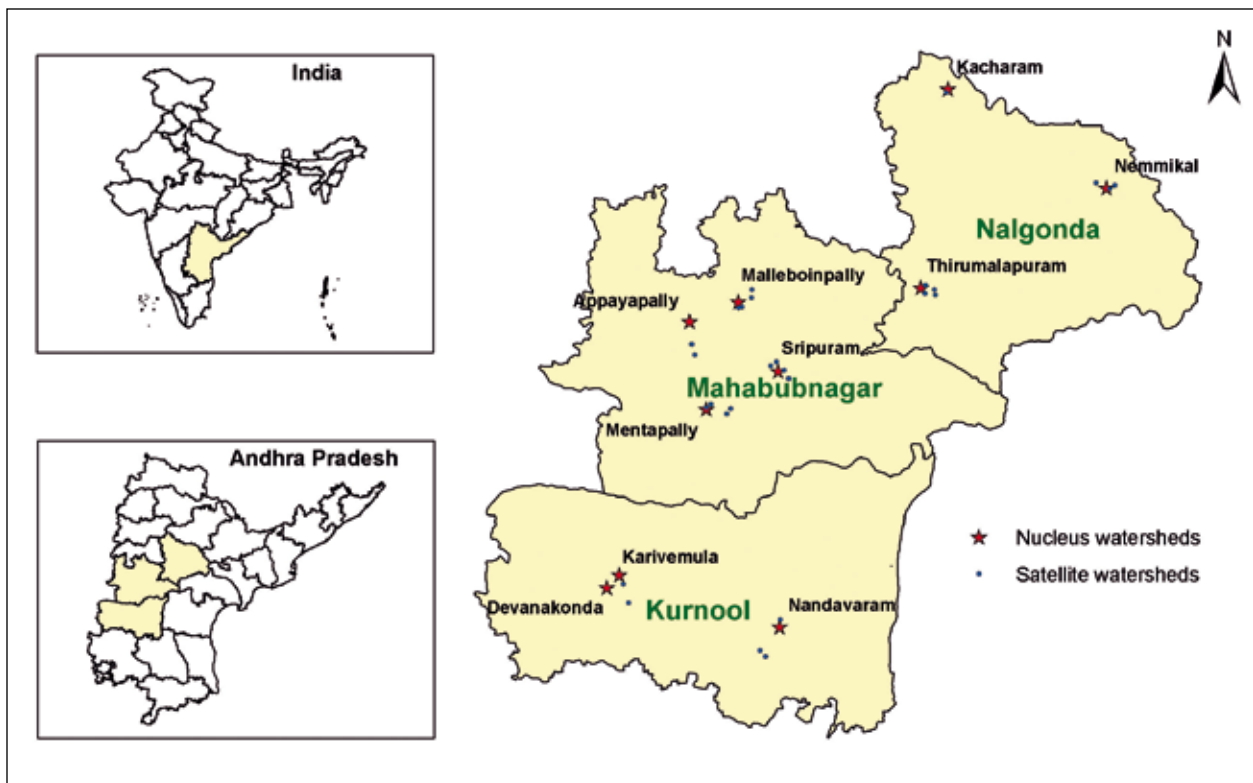 India
Andhra Pradesh
N
Kacharam
Nemmikal
Nalgonda
Thirumalapuram
Malleboinpally
Appayapally
Sripuram
Mahabubnagar
Mentapally
Karivemula
Devanakonda
Kurnool
Nandavaram
Nucleus watersheds
Satellite watersheds